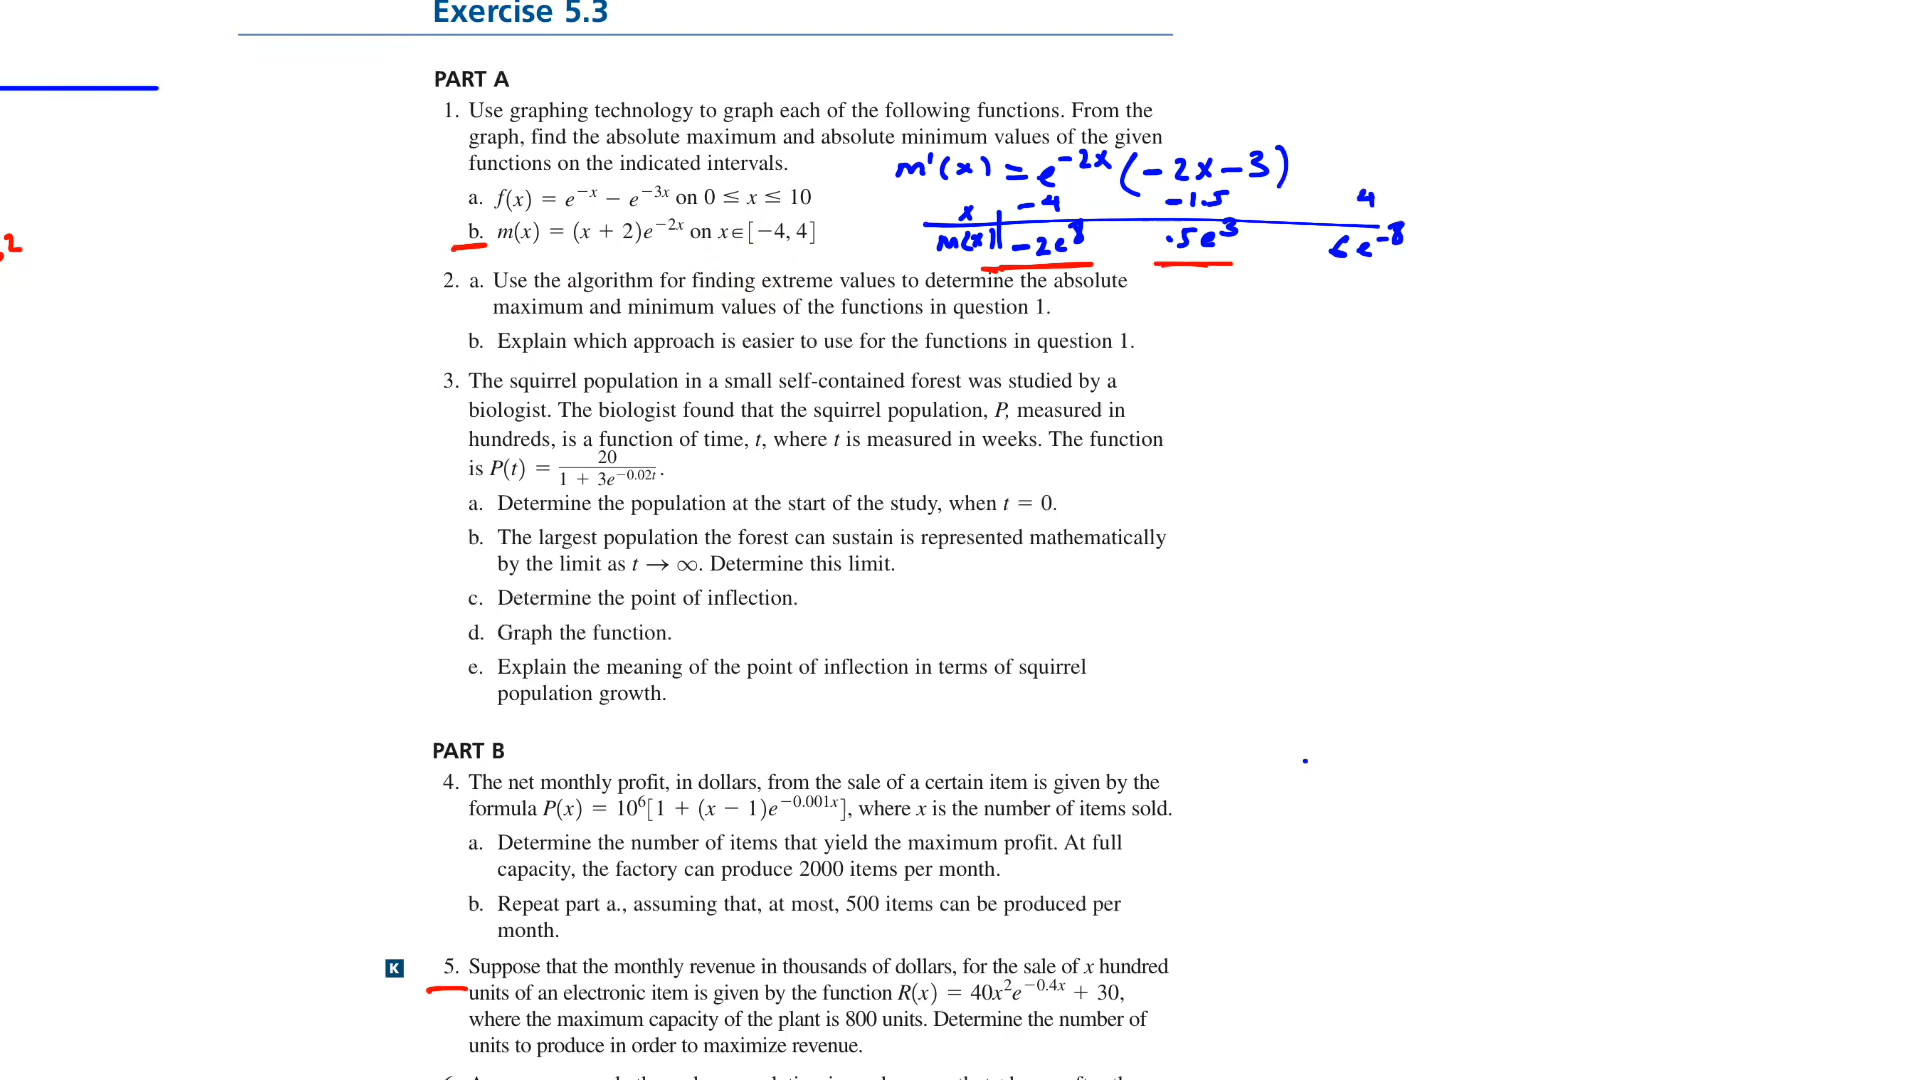 Exercise 5.3
PART A
1. Use graphing technology to graph each of the following functions. From the
graph, find the absolute maximum and absolute minimum values of the given
functions on the indicated intervals.
m'(x) = e^{-2x}(-2x-3)
a. f(x) = e^{-x} − e^{-3x} on 0 ≤ x ≤ 10
x -4 -1.5 4
b. m(x) = (x + 2)e^{-2x} on x∈[−4, 4]
m(x) -2e^8 .5e^3 6e^{-8}
2
2. a. Use the algorithm for finding extreme values to determine the absolute
maximum and minimum values of the functions in question 1.
b. Explain which approach is easier to use for the functions in question 1.
3. The squirrel population in a small self-contained forest was studied by a
biologist. The biologist found that the squirrel population, P, measured in
hundreds, is a function of time, t, where t is measured in weeks. The function
is P(t) = 20 / (1 + 3e^{-0.02t}).
a. Determine the population at the start of the study, when t = 0.
b. The largest population the forest can sustain is represented mathematically
by the limit as t → ∞. Determine this limit.
c. Determine the point of inflection.
d. Graph the function.
e. Explain the meaning of the point of inflection in terms of squirrel
population growth.
PART B
4. The net monthly profit, in dollars, from the sale of a certain item is given by the
formula P(x) = 10^6[1 + (x − 1)e^{-0.001x}], where x is the number of items sold.
a. Determine the number of items that yield the maximum profit. At full
capacity, the factory can produce 2000 items per month.
b. Repeat part a., assuming that, at most, 500 items can be produced per
month.
K 5. Suppose that the monthly revenue in thousands of dollars, for the sale of x hundred
units of an electronic item is given by the function R(x) = 40x^2e^{-0.4x} + 30,
where the maximum capacity of the plant is 800 units. Determine the number of
units to produce in order to maximize revenue.